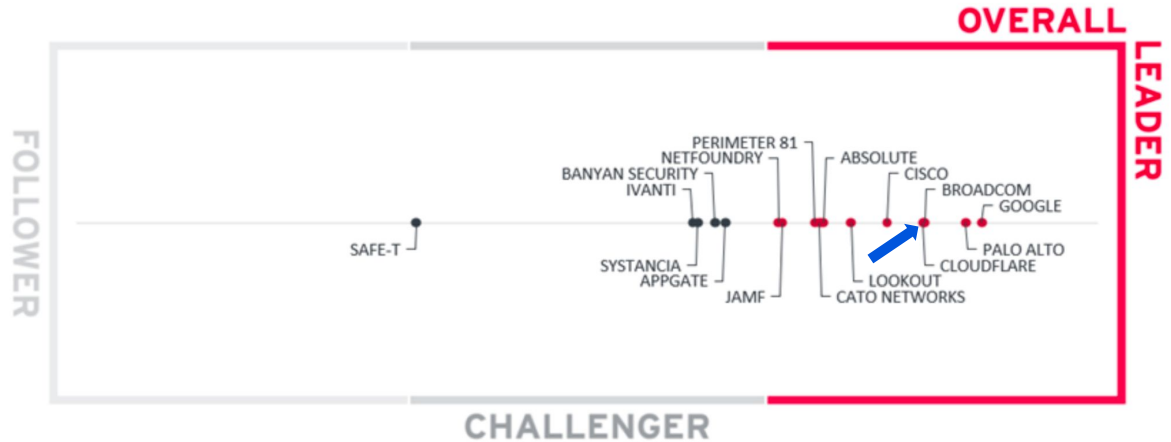 OVERALL
LEADER
FOLLOWER
PERIMETER 81
NETFOUNDRY
ABSOLUTE
BANYAN SECURITY
CISCO
IVANTI
BROADCOM
GOOGLE
SAFE-T
PALO ALTO
SYSTANCIA
CLOUDFLARE
APPGATE
LOOKOUT
JAMF
CATO NETWORKS
CHALLENGER